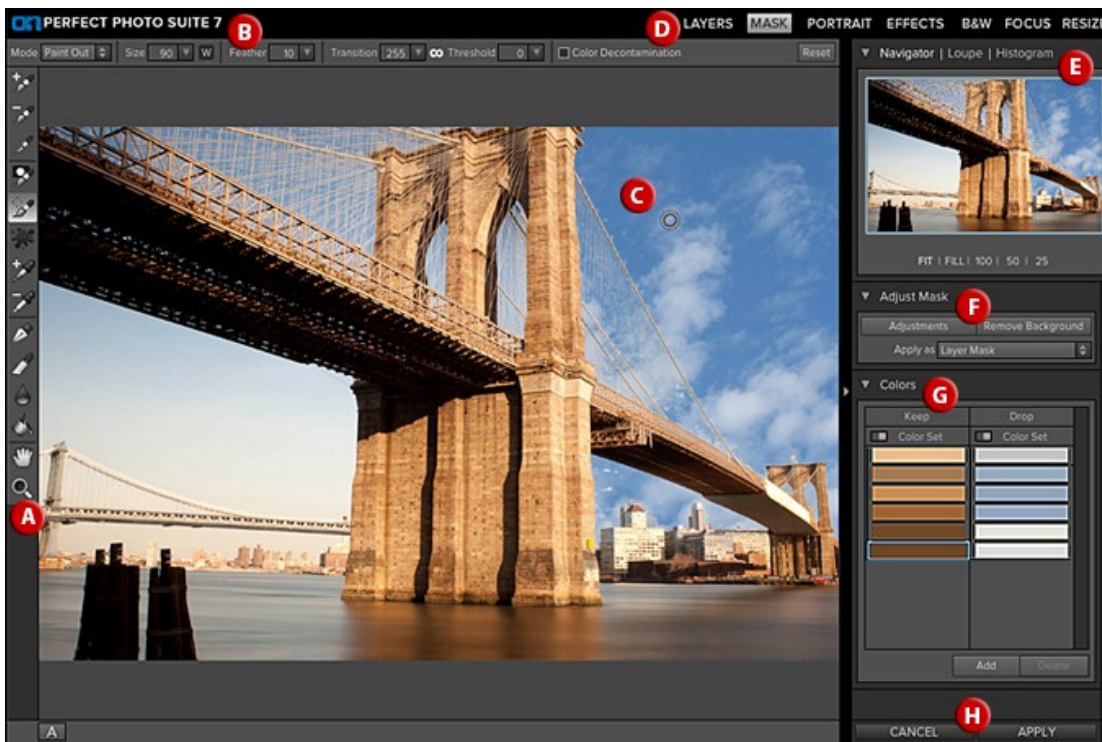 on PERFECT PHOTO SUITE 7 B D LAYERS MASK PORTRAIT EFFECTS B&W FOCUS RESIZE
Mode Paint Out Size 90 W Feather 10 Transition 255 Threshold 0 Color Decontamination Reset
Navigator | Loupe | Histogram E
C
FIT | FILL | 100 | 50 | 25
Adjust Mask F
Adjustments Remove Background
Apply as Layer Mask
Colors G
Keep Drop
Color Set Color Set
A
Add Delete
H
A CANCEL APPLY